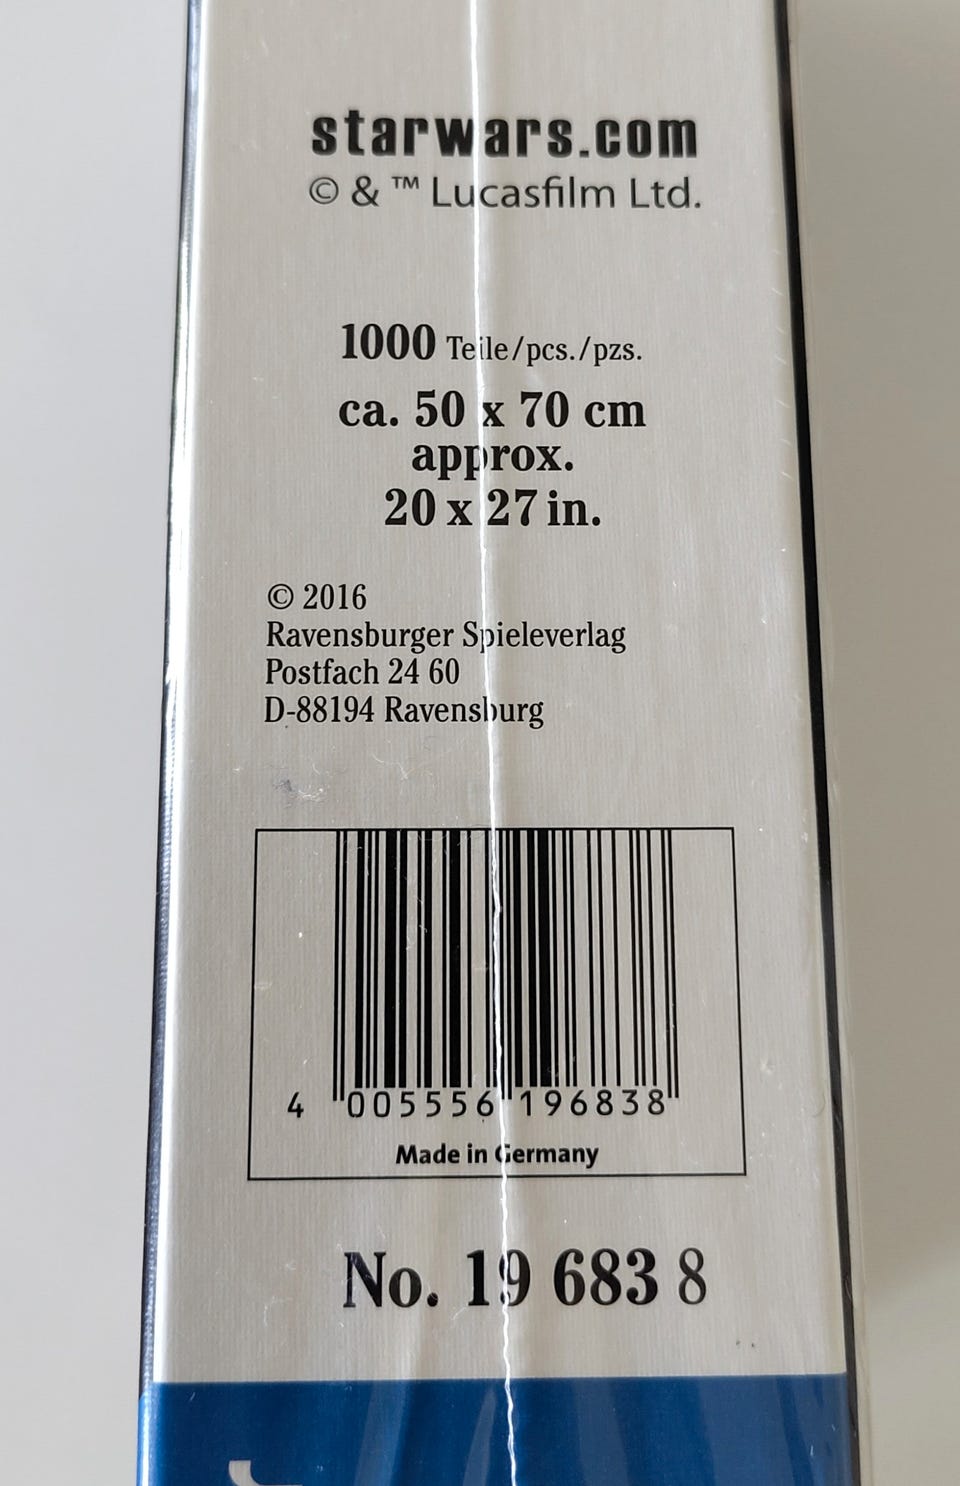 starwars.com
© & ™ Lucasfilm Ltd.
1000 Teile/pcs./pzs.
ca. 50 x 70 cm
approx.
20 x 27 in.
© 2016
Ravensburger Spieleverlag
Postfach 24 60
D-88194 Ravensburg
4 005556 196838
Made in Germany
No. 19 683 8